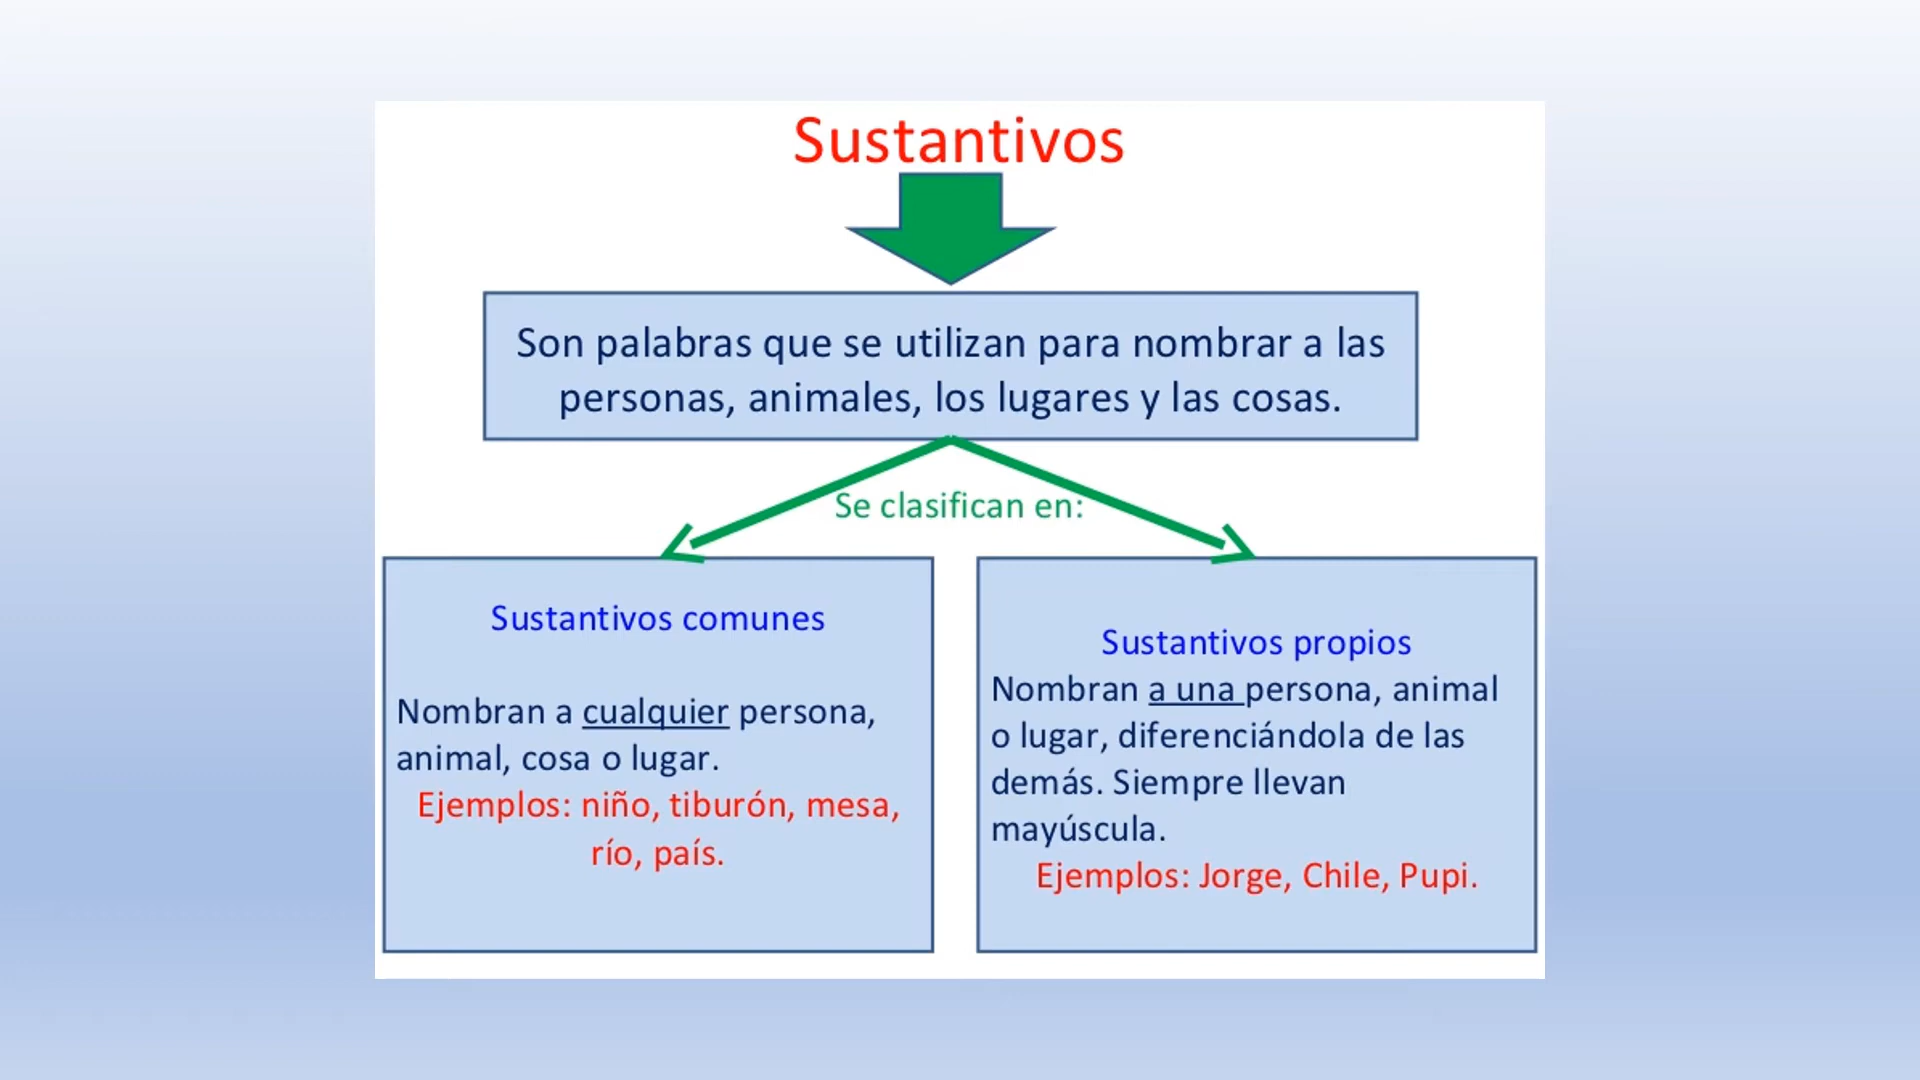 Sustantivos
Son palabras que se utilizan para nombrar a las
personas, animales, los lugares y las cosas.
Se clasifican en:
Sustantivos comunes
Nombran a cualquier persona,
animal, cosa o lugar.
Ejemplos: niño, tiburón, mesa,
río, país.
Sustantivos propios
Nombran a una persona, animal
o lugar, diferenciándola de las
demás. Siempre llevan
mayúscula.
Ejemplos: Jorge, Chile, Pupi.